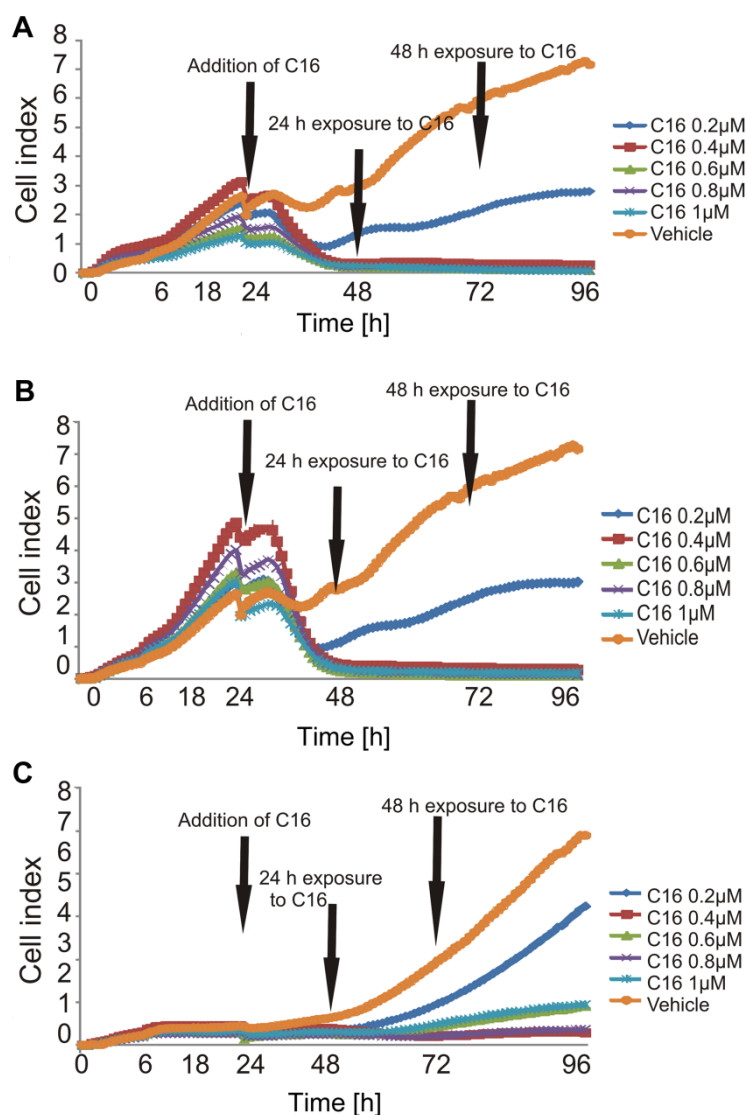 A
8
7
6
5
4
3
2
1
0
Cell index
Addition of C16
48 h exposure to C16
24 h exposure to C16
C16 0.2µM
C16 0.4µM
C16 0.6µM
C16 0.8µM
C16 1µM
Vehicle
0 6 18 24 48 72 96
Time [h]
B
8
7
6
5
4
3
2
1
0
Cell index
Addition of C16
48 h exposure to C16
24 h exposure to C16
C16 0.2µM
C16 0.4µM
C16 0.6µM
C16 0.8µM
C16 1µM
Vehicle
0 6 18 24 48 72 96
Time [h]
C
8
7
6
5
4
3
2
1
0
Cell index
Addition of C16
48 h exposure to C16
24 h exposure
to C16
C16 0.2µM
C16 0.4µM
C16 0.6µM
C16 0.8µM
C16 1µM
Vehicle
0 6 18 24 48 72 96
Time [h]